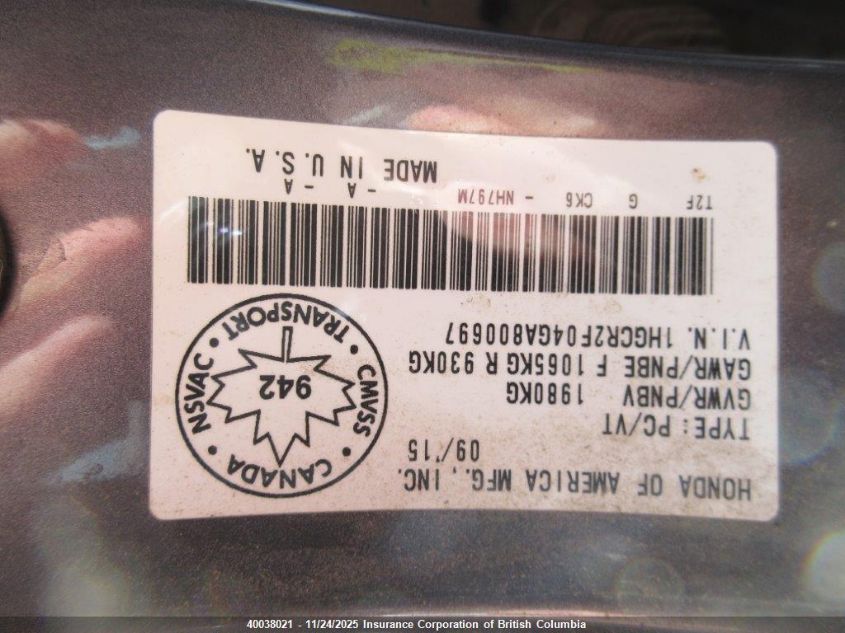 HONDA OF AMERICA MFG., INC.
09/'15
TYPE: PC/VT
GVWR/PNBV 1980KG
GAWR/PNBE F 1065KG R 930KG
V.I.N. 1HGCR2F04GA800697
CANADA • NSVAC • TRANSPORT • CMVSS •
942
T2F G CK6 - NH797M - A - A
MADE IN U.S.A.
40038021 - 11/24/2025 Insurance Corporation of British Columbia